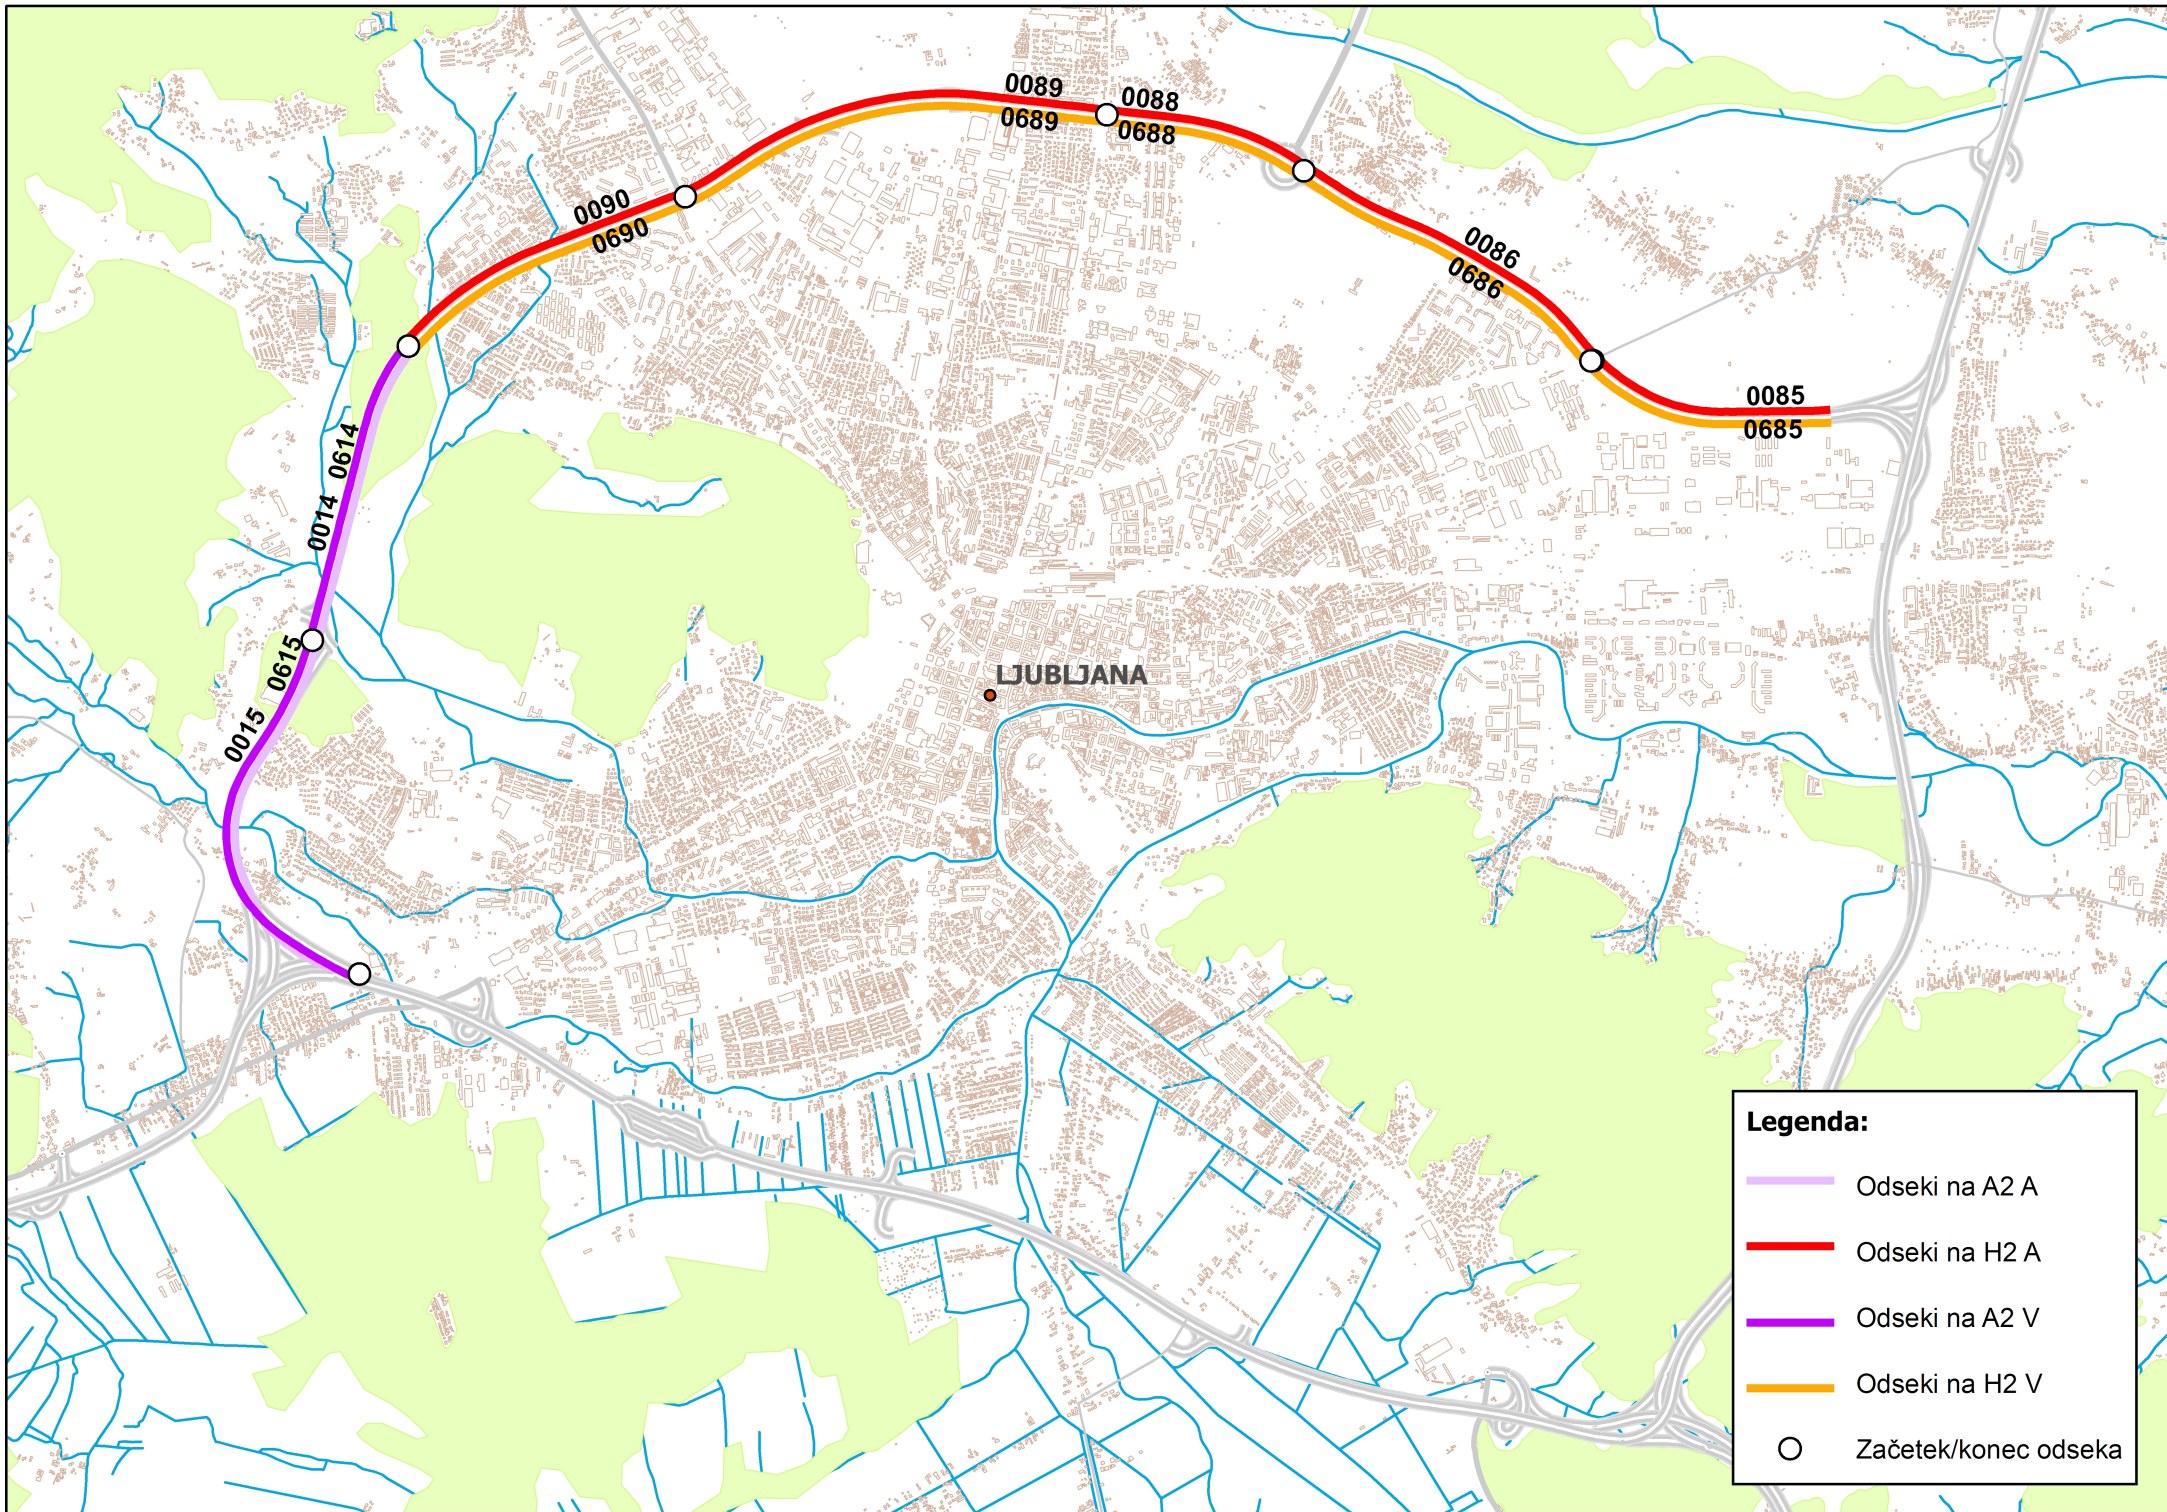 0089
0088
0689
0688
0090
0690
0086
0686
0085
0685
0614
0014
0615
0015
LJUBLJANA
Legenda:
Odseki na A2 A
Odseki na H2 A
Odseki na A2 V
Odseki na H2 V
Začetek/konec odseka